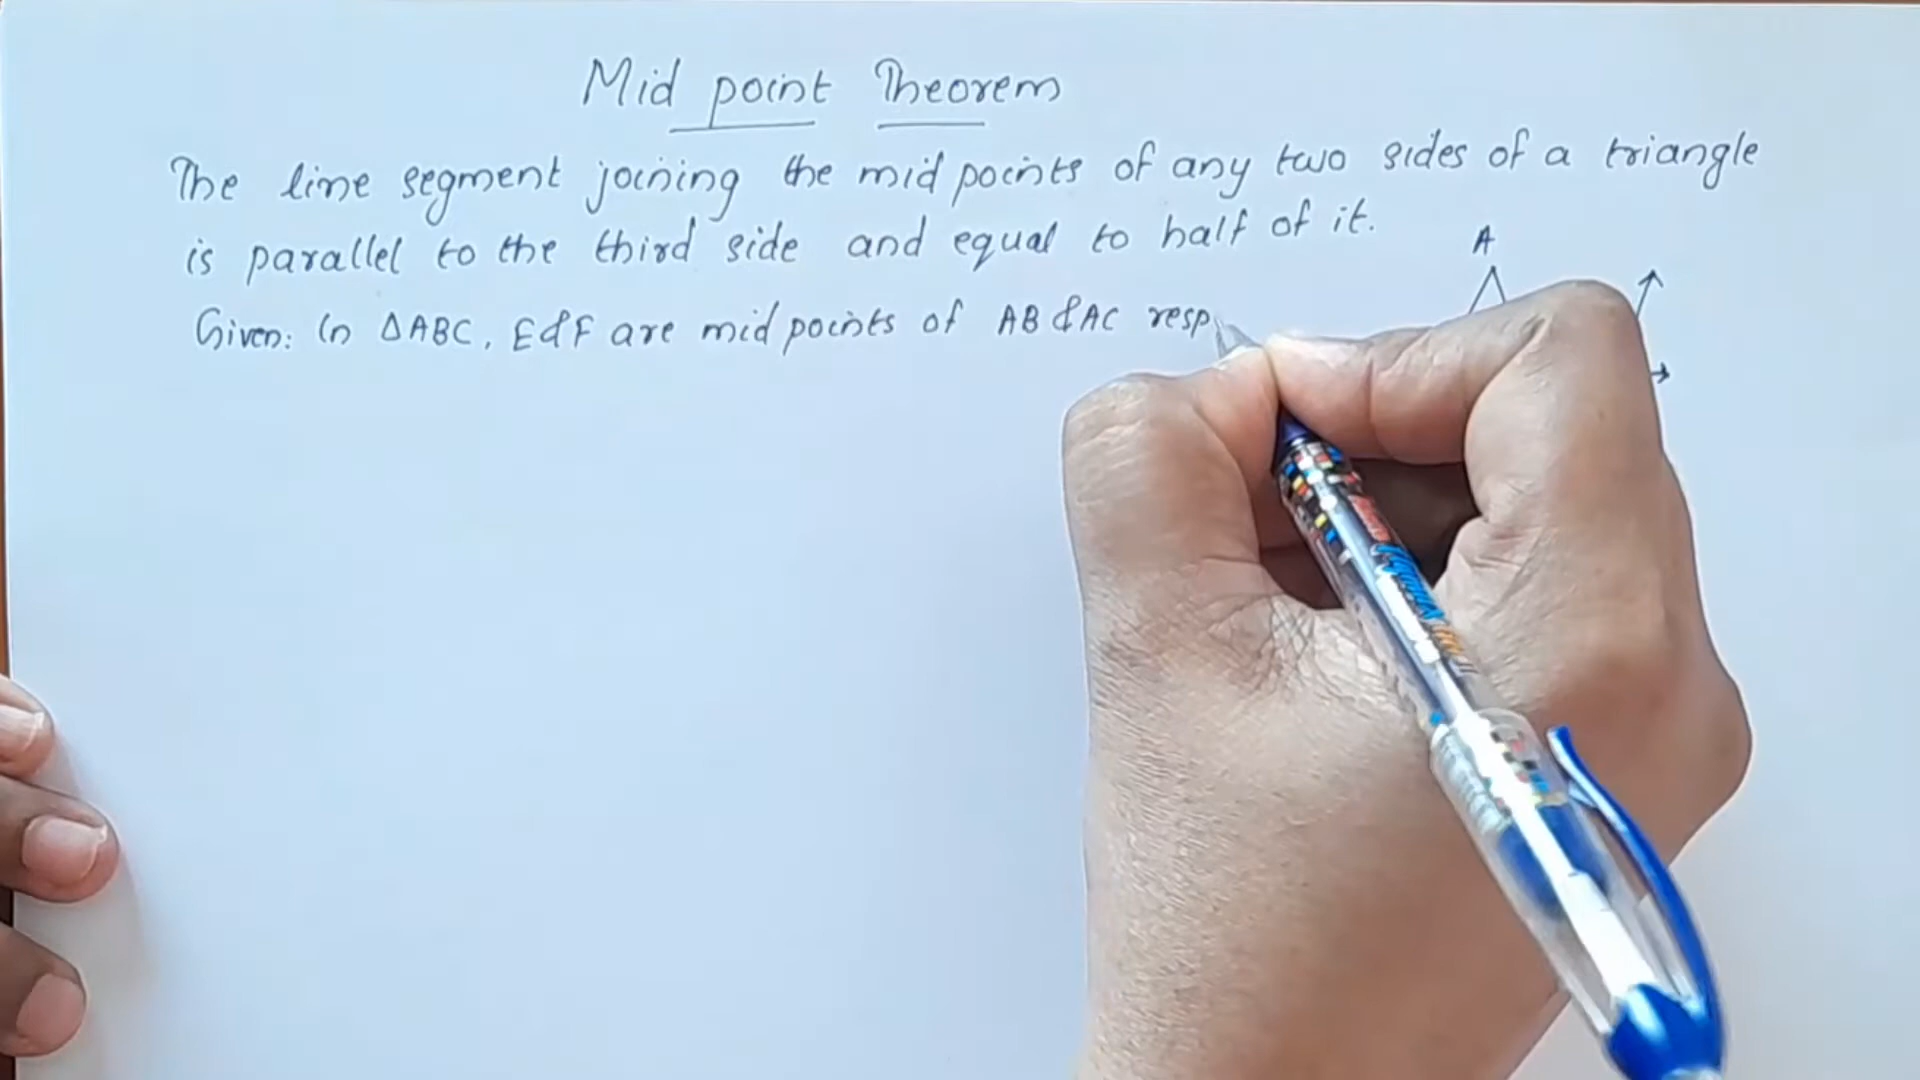 Mid point Theorem
The line segment joining the mid points of any two sides of a triangle
is parallel to the third side and equal to half of it.
A
Given: In ΔABC, E & F are mid points of AB & AC resp